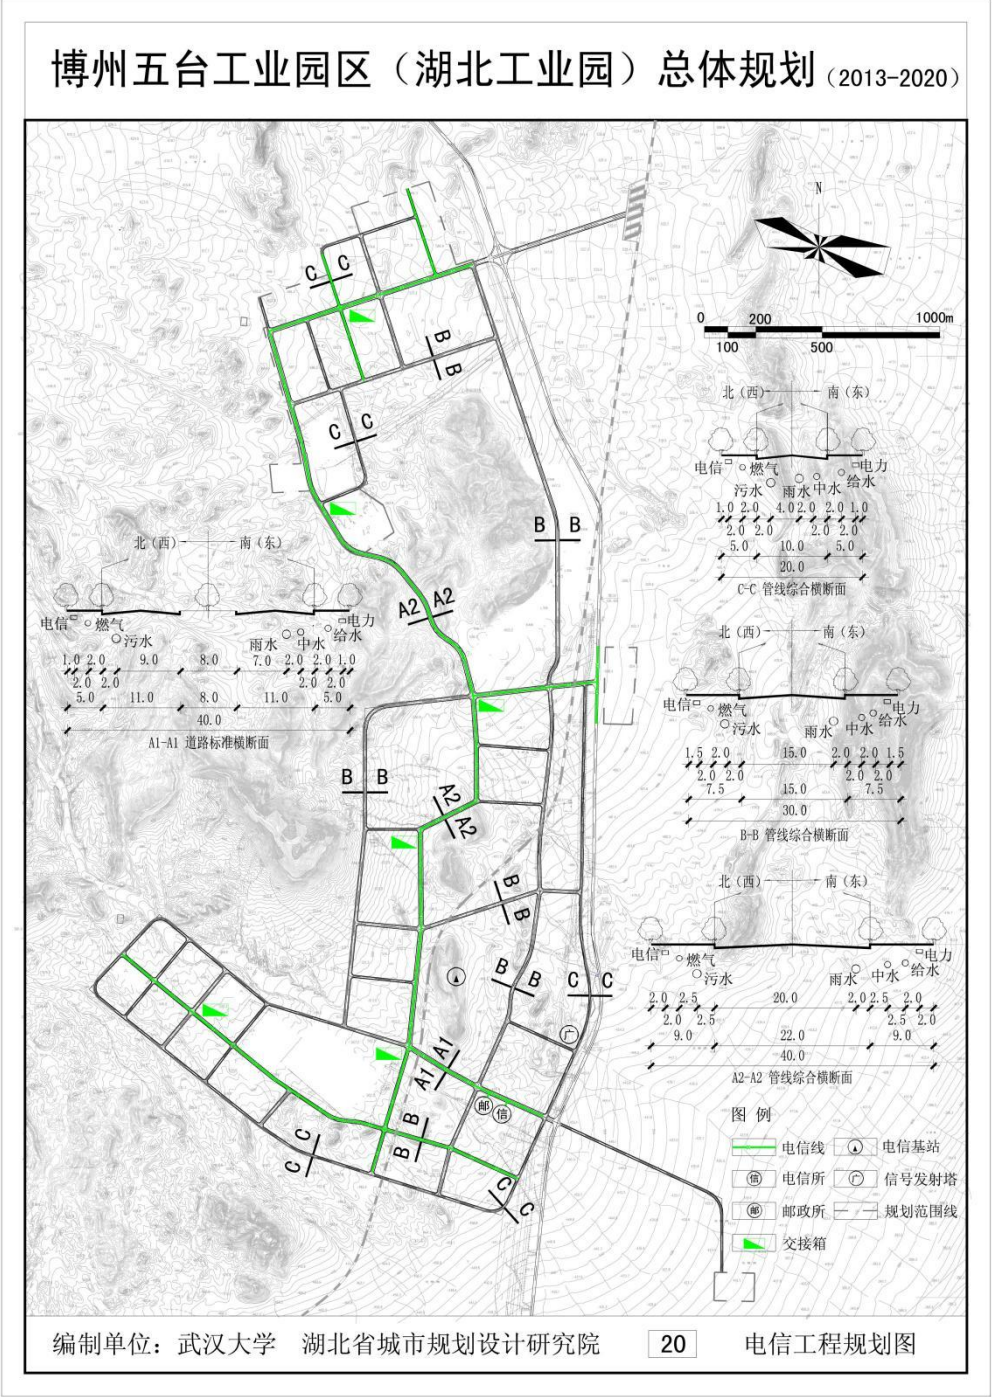 博州五台工业园区（湖北工业园）总体规划（2013-2020）
N
0 200 1000m
100 500
C C
B B
C C
B B
A2 A2
B B
A2 A2
B B
B B
C C
A1 A1
B B
C C
C C
广
邮 信
北（西） 南（东）
电信 燃气 污水 雨水 中水 给水 电力
1.0 2.0 4.0 2.0 2.0 1.0
2.0 2.0 2.0 2.0
5.0 10.0 5.0
20.0
C-C 管线综合横断面
北（西） 南（东）
电信 燃气 污水 雨水 中水 给水 电力
1.0 2.0 9.0 8.0 7.0 2.0 2.0 1.0
2.0 2.0 2.0 2.0
5.0 11.0 8.0 11.0 5.0
40.0
A1-A1 道路标准横断面
北（西） 南（东）
电信 燃气 污水 雨水 中水 给水 电力
1.5 2.0 15.0 2.0 2.0 1.5
2.0 2.0 2.0 2.0
7.5 15.0 7.5
30.0
B-B 管线综合横断面
北（西） 南（东）
电信 燃气 污水 雨水 中水 给水 电力
2.0 2.5 20.0 2.0 2.5 2.0
2.0 2.5 2.5 2.0
9.0 22.0 9.0
40.0
A2-A2 管线综合横断面
图 例
电信线 电信基站
信 电信所 广 信号发射塔
邮 邮政所 规划范围线
交接箱
编制单位：武汉大学 湖北省城市规划设计研究院 20 电信工程规划图